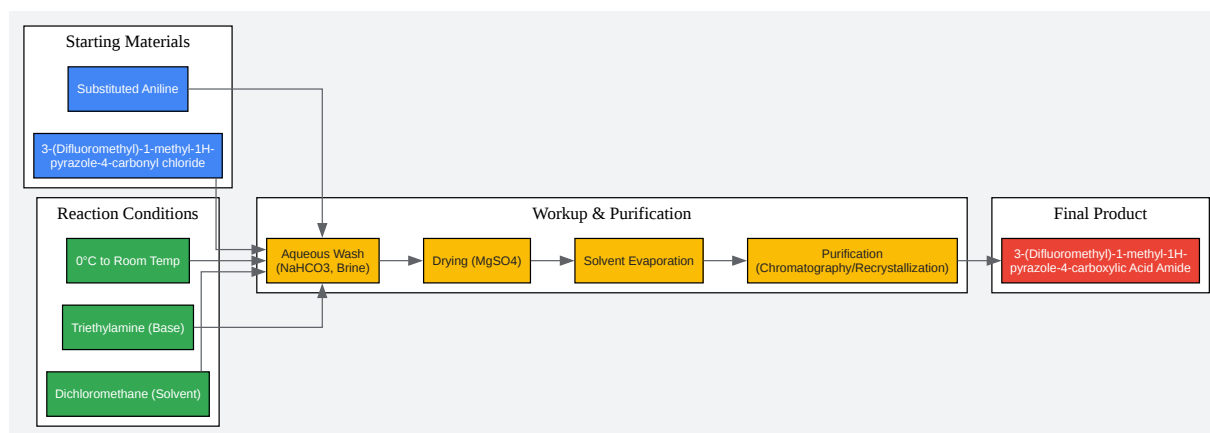 Starting Materials
Substituted Aniline
3-(Difluoromethyl)-1-methyl-1H-
pyrazole-4-carbonyl chloride
Reaction Conditions
0°C to Room Temp
Triethylamine (Base)
Dichloromethane (Solvent)
Workup & Purification
Aqueous Wash
(NaHCO3, Brine)
Drying (MgSO4)
Solvent Evaporation
Purification
(Chromatography/Recrystallization)
Final Product
3-(Difluoromethyl)-1-methyl-1H-
pyrazole-4-carboxylic Acid Amide